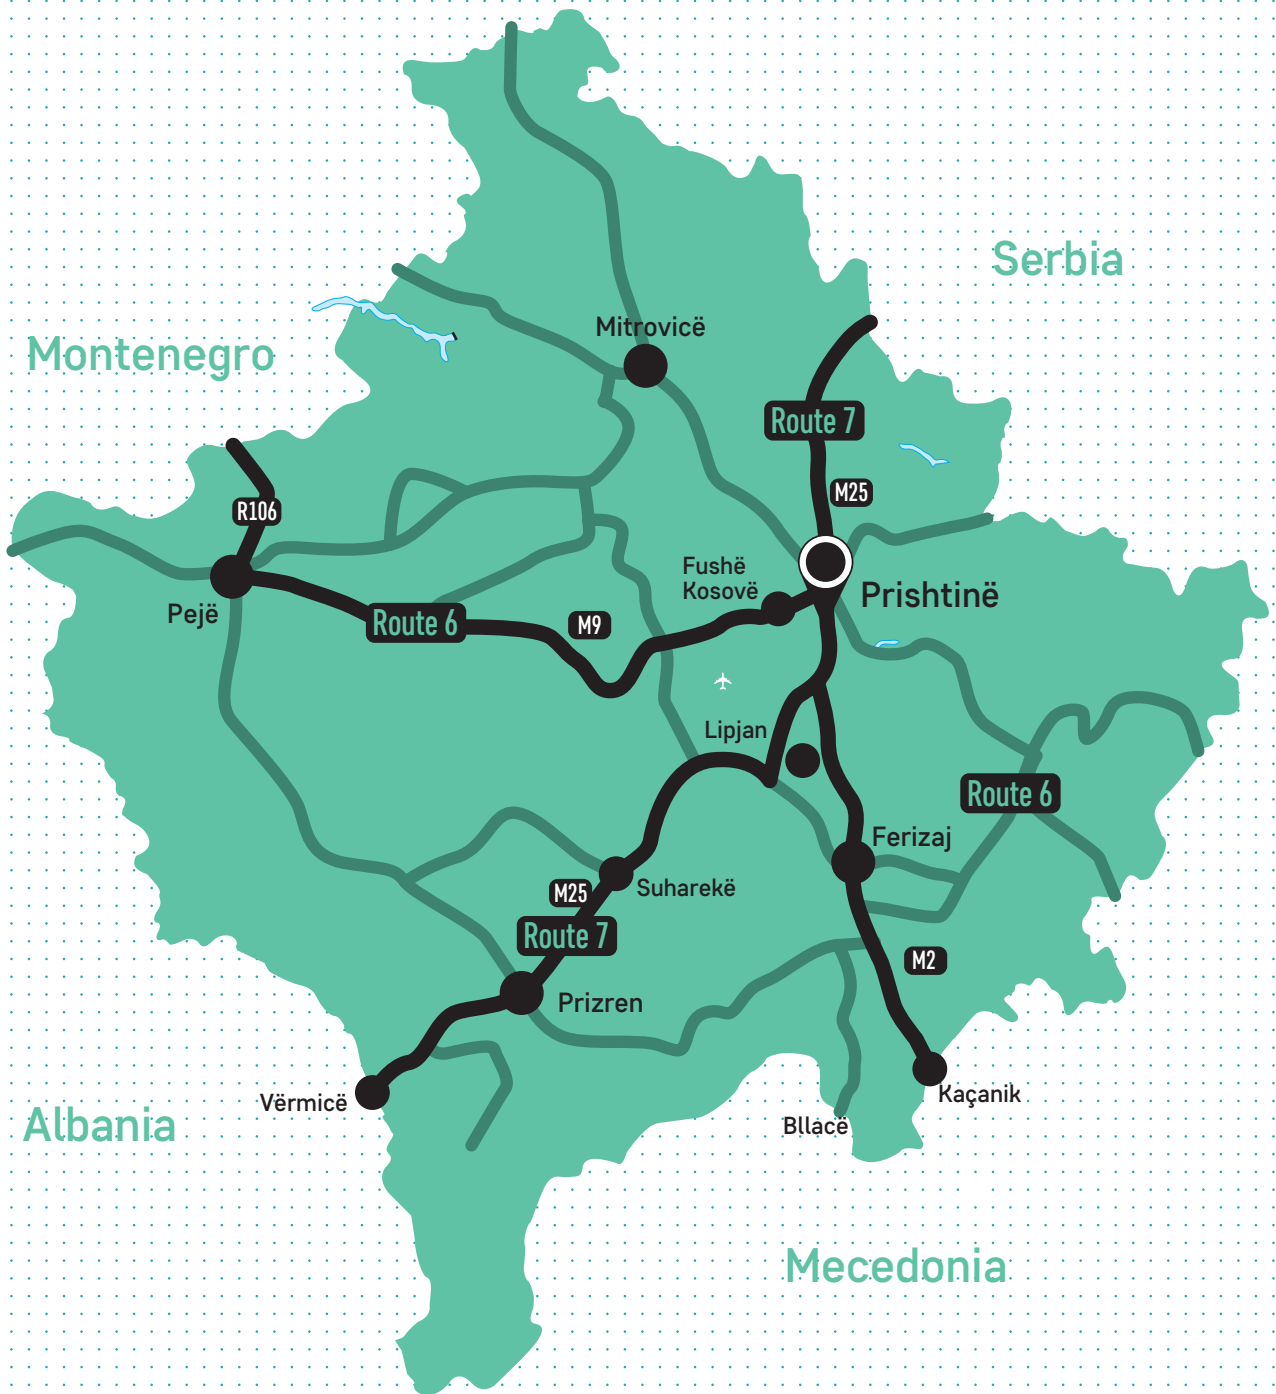 Serbia
Mitrovicë
Montenegro
Route 7
M25
R106
Fushë
Kosovë
Prishtinë
Pejë
Route 6
M9
Lipjan
Route 6
Ferizaj
Suharekë
M25
Route 7
M2
Prizren
Kaçanik
Vërmicë
Albania
Bllacë
Mecedonia